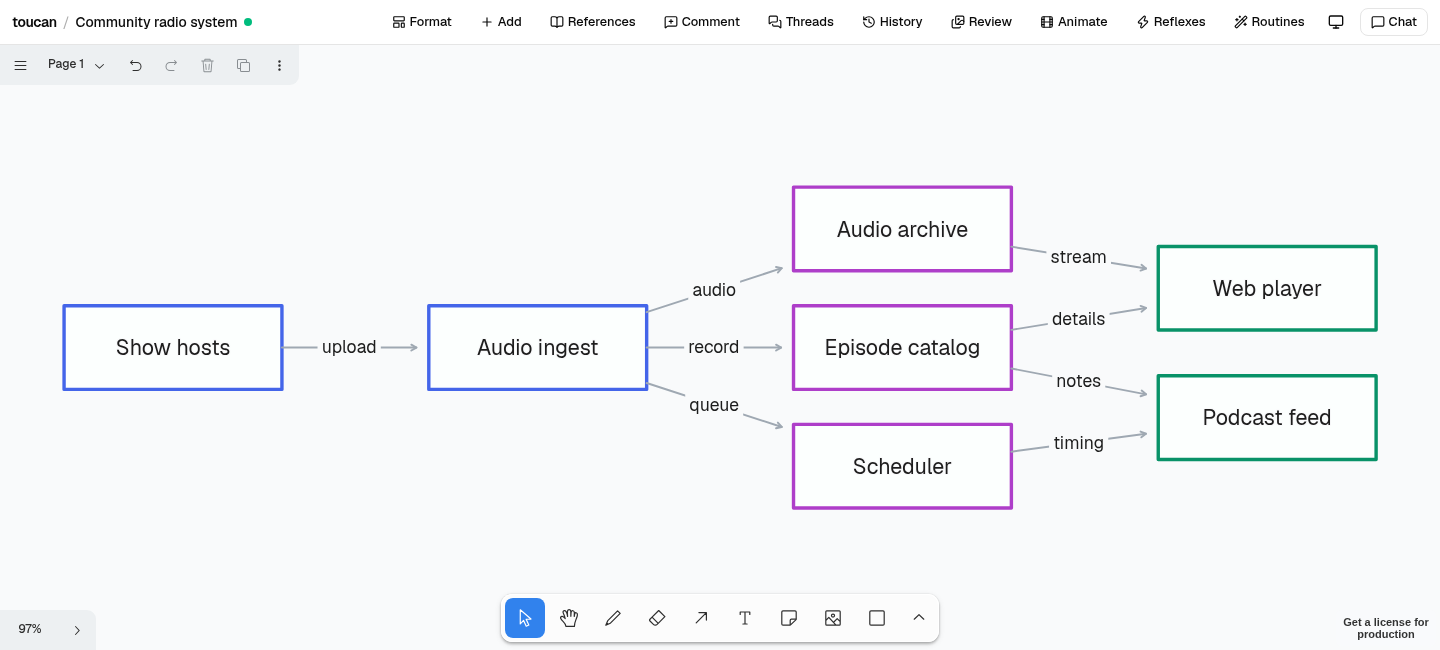 toucan / Community radio system
Format
Add
References
Comment
Threads
History
Review
Animate
Reflexes
Routines
Chat
Page 1
Show hosts
upload
Audio ingest
audio
record
queue
Audio archive
Episode catalog
Scheduler
stream
details
notes
timing
Web player
Podcast feed
97%
Get a license for
production